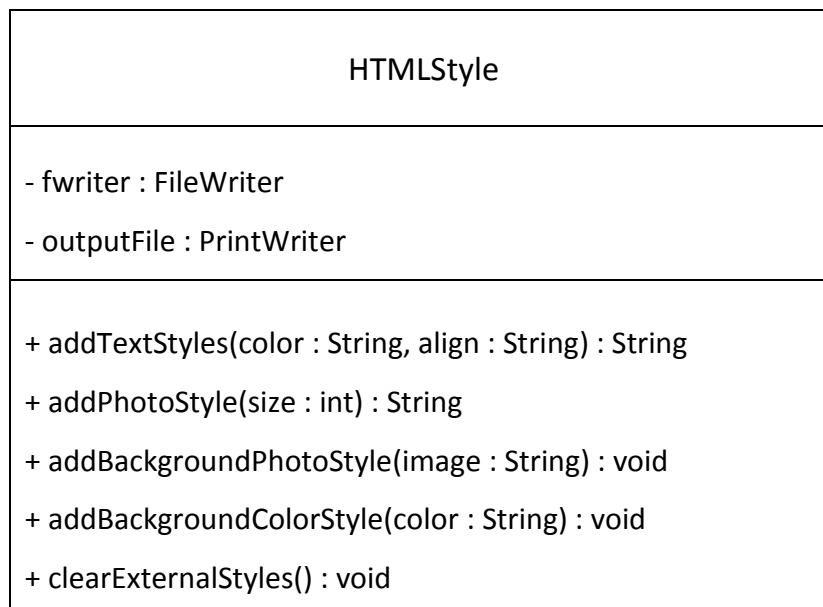 HTMLStyle
- fwriter : FileWriter
- outputFile : PrintWriter
+ addTextStyles(color : String, align : String) : String
+ addPhotoStyle(size : int) : String
+ addBackgroundPhotoStyle(image : String) : void
+ addBackgroundColorStyle(color : String) : void
+ clearExternalStyles() : void